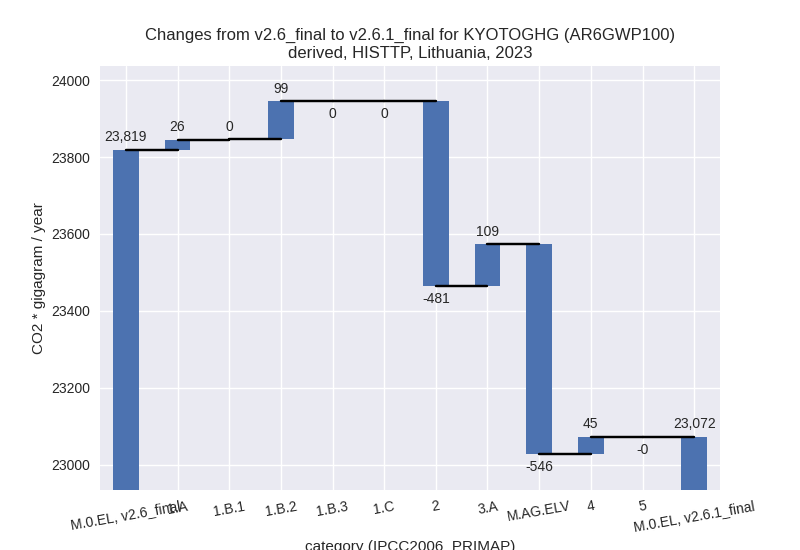 Changes from v2.6_final to v2.6.1_final for KYOTOGHG (AR6GWP100)
derived, HISTTP, Lithuania, 2023
CO2 * gigagram / year
24000
23800
23600
23400
23200
23000
23,819
26
0
99
0
0
-481
109
-546
45
-0
23,072
M.0.EL, v2.6_final
1.A
1.B.1
1.B.2
1.B.3
1.C
2
3.A
M.AG.ELV
4
5
M.0.EL, v2.6.1_final
category (IPCC2006_PRIMAP)